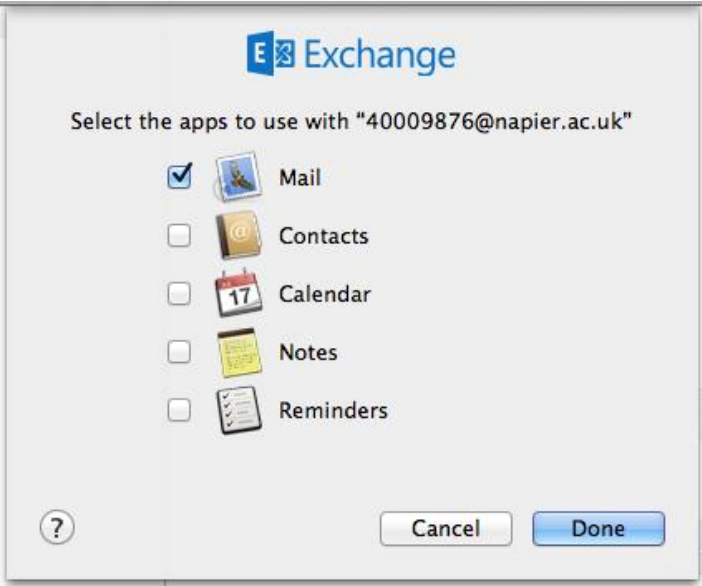 E Exchange
Select the apps to use with “40009876@napier.ac.uk”
Mail
@
Contacts
17
Calendar
Notes
Reminders
?
Cancel
Done